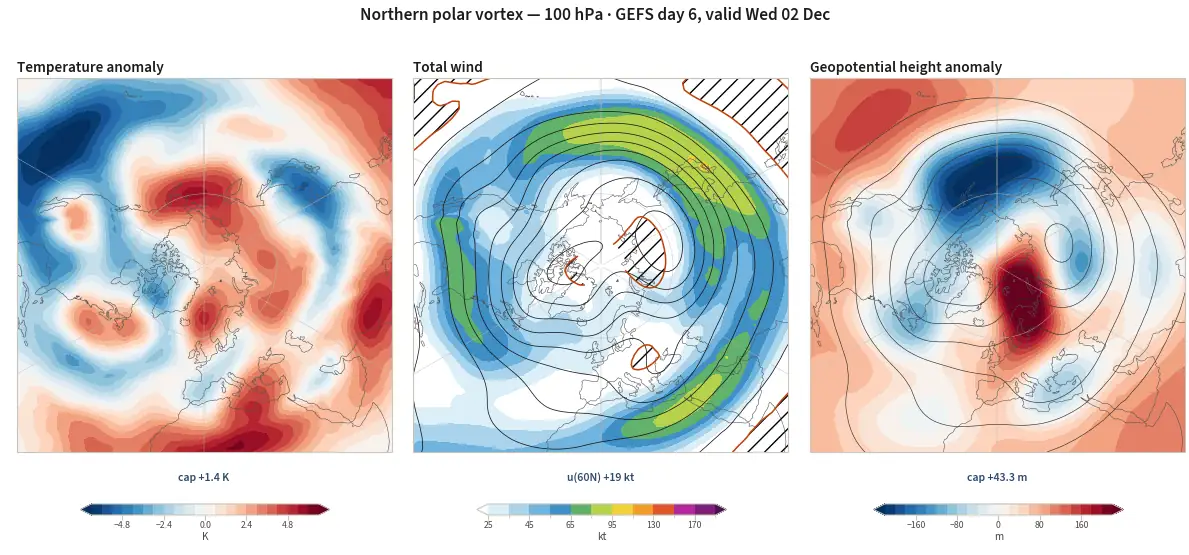 Northern polar vortex — 100 hPa · GEFS day 6, valid Wed 02 Dec
Temperature anomaly
Total wind
Geopotential height anomaly
cap +1.4 K
u(60N) +19 kt
cap +43.3 m
−4.8 −2.4 0.0 2.4 4.8
K
25 45 65 95 130 170
kt
−160 −80 0 80 160
m